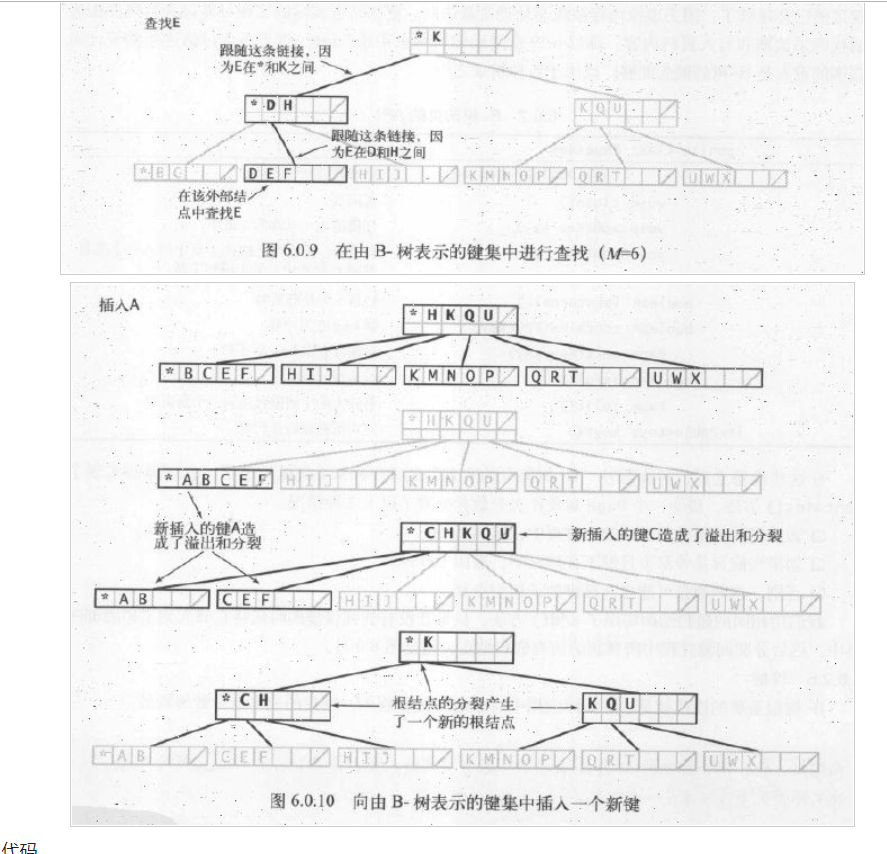 查找E
* K
跟随这条链接，因
为E在*和K之间
* D H
K Q U
跟随这条链接，因
为E在D和H之间
* B C
D E F
H I J
K M N O P
Q R T
U W X
在该外部结
点中查找E
图 6.0.9 在由 B- 树表示的键集中进行查找（M=6）
插入A
* H K Q U
* B C E F
H I J
K M N O P
Q R T
U W X
* H K Q U
* A B C E F
H I J
K M N O P
Q R T
U W X
新插入的键A造
成了溢出和分裂
* C H K Q U
新插入的键C造成了溢出和分裂
* A B
C E F
H I J
K M N O P
Q R T
U W X
* K
* C H
根结点的分裂产生
了一个新的根结点
K Q U
* A B
C E F
H I J
K M N O P
Q R T
U W X
图 6.0.10 向由 B- 树表示的键集中插入一个新键
代码